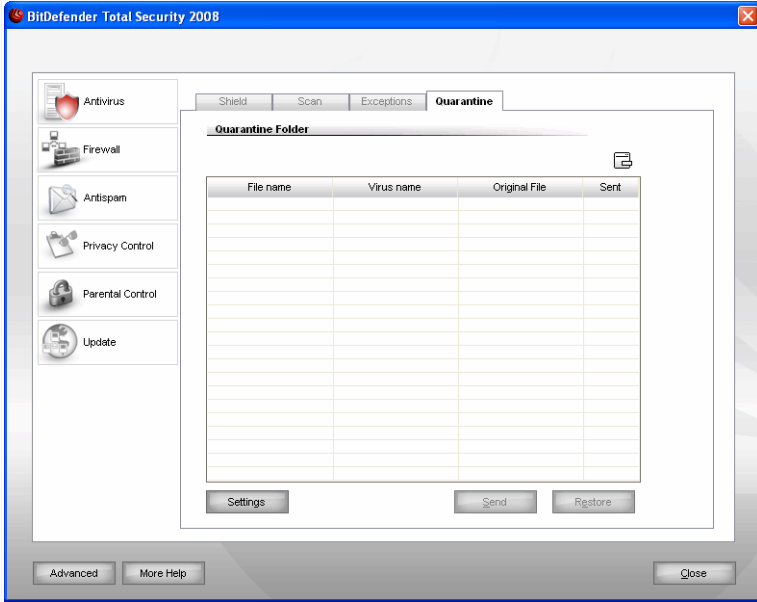 BitDefender Total Security 2008
Antivirus
Firewall
Antispam
Privacy Control
Parental Control
Update
Shield Scan Exceptions Quarantine
Quarantine Folder
File name Virus name Original File Sent
Settings Send Restore
Advanced More Help Close